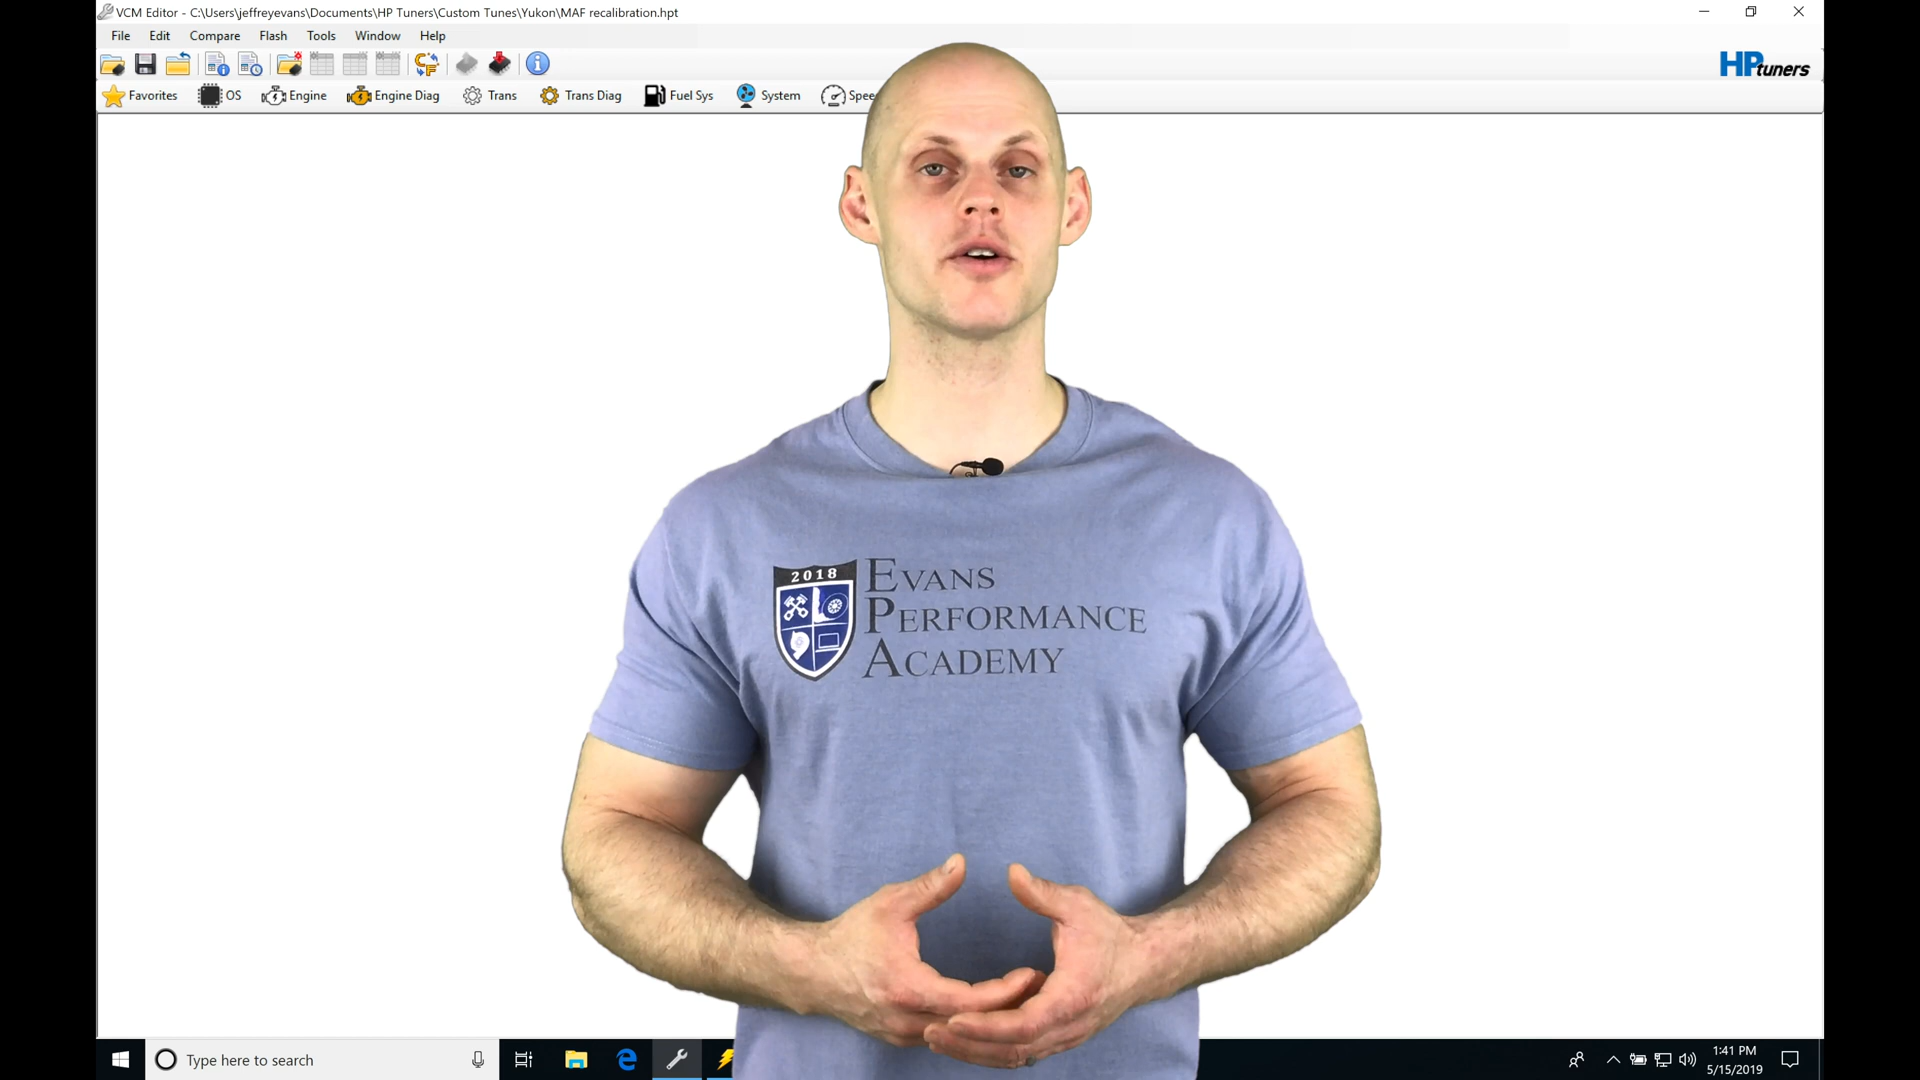 VCM Editor - C:\Users\jeffreyevans\Documents\HP Tuners\Custom Tunes\Yukon\MAF recalibration.hpt
File Edit Compare Flash Tools Window Help
HPtuners
Favorites OS Engine Engine Diag Trans Trans Diag Fuel Sys System Spee
2018
EVANS
PERFORMANCE
ACADEMY
Type here to search
1:41 PM
5/15/2019